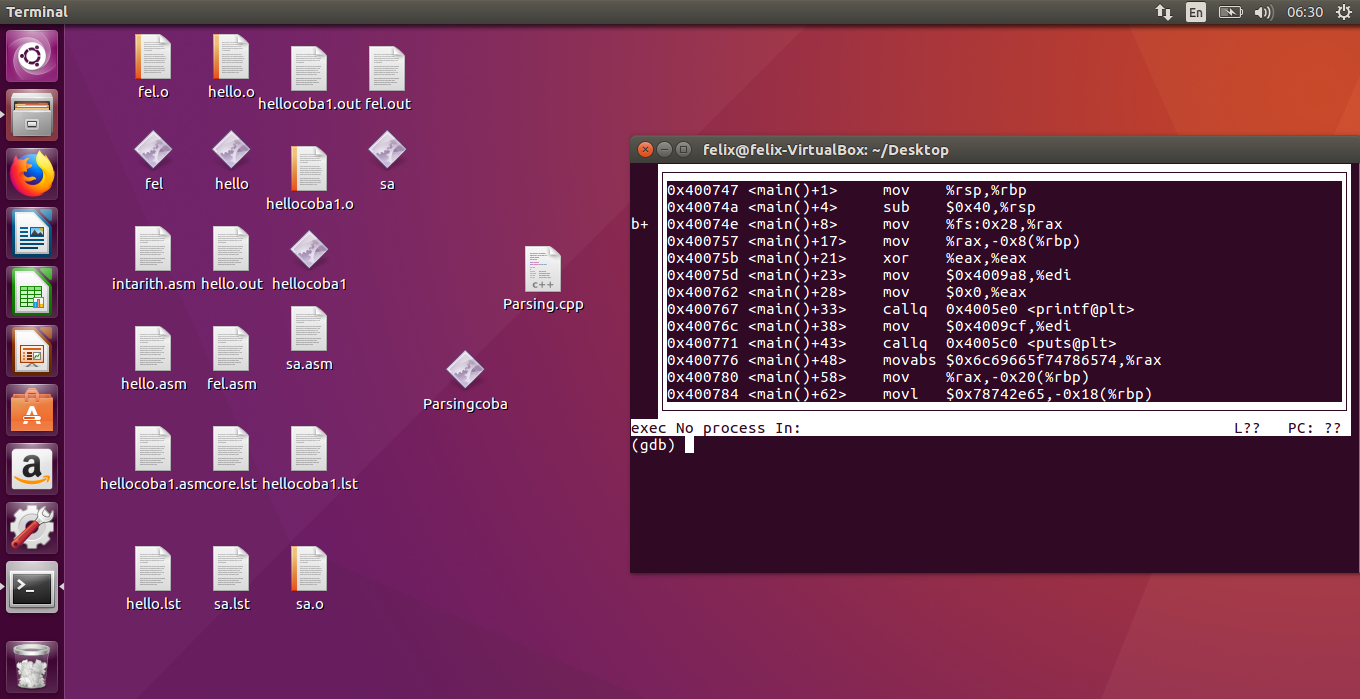 Terminal
En
06:30
fel.o
hello.o
hellocoba1.out
fel.out
fel
hello
hellocoba1.o
sa
intarith.asm
hello.out
hellocoba1
Parsing.cpp
C++
hello.asm
fel.asm
sa.asm
Parsingcoba
hellocoba1.asm
core.lst
hellocoba1.lst
hello.lst
sa.lst
sa.o
felix@felix-VirtualBox: ~/Desktop
0x400747 <main()+1> mov %rsp,%rbp
0x40074a <main()+4> sub $0x40,%rsp
b+ 0x40074e <main()+8> mov %fs:0x28,%rax
0x400757 <main()+17> mov %rax,-0x8(%rbp)
0x40075b <main()+21> xor %eax,%eax
0x40075d <main()+23> mov $0x4009a8,%edi
0x400762 <main()+28> mov $0x0,%eax
0x400767 <main()+33> callq 0x4005e0 <printf@plt>
0x40076c <main()+38> mov $0x4009cf,%edi
0x400771 <main()+43> callq 0x4005c0 <puts@plt>
0x400776 <main()+48> movabs $0x6c69665f74786574,%rax
0x400780 <main()+58> mov %rax,-0x20(%rbp)
0x400784 <main()+62> movl $0x78742e65,-0x18(%rbp)
exec No process In: L?? PC: ??
(gdb)